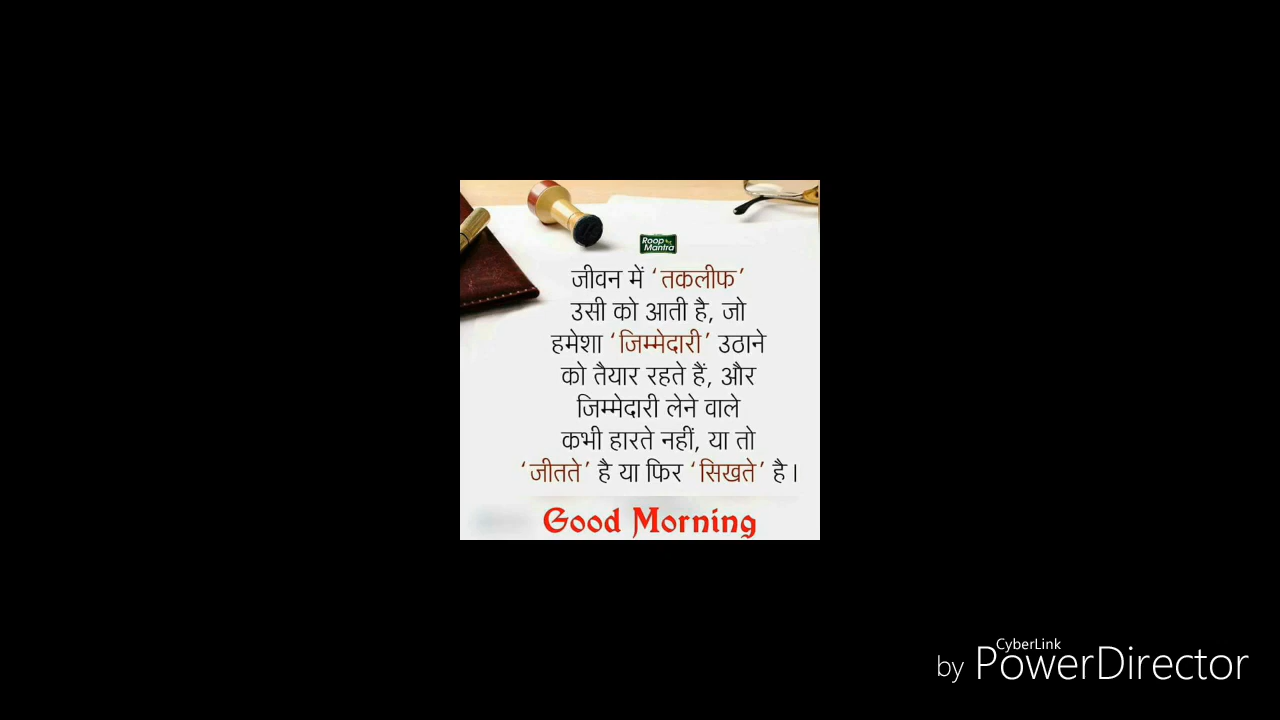 Roop
Mantra
जीवन में ‘तकलीफ’
उसी को आती है, जो
हमेशा ‘जिम्मेदारी’ उठाने
को तैयार रहते हैं, और
जिम्मेदारी लेने वाले
कभी हारते नहीं, या तो
‘जीतते’ है या फिर ‘सिखते’ है।
Good Morning
CyberLink
by PowerDirector